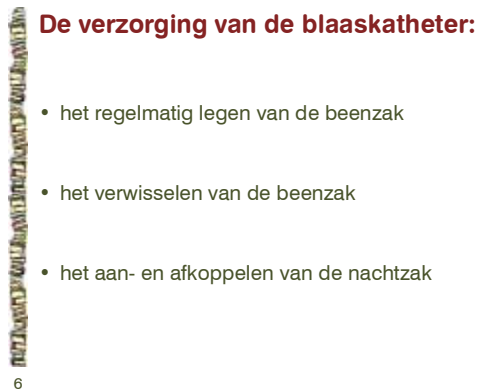 De verzorging van de blaaskatheter:
• het regelmatig legen van de beenzak
• het verwisselen van de beenzak
• het aan- en afkoppelen van de nachtzak
6